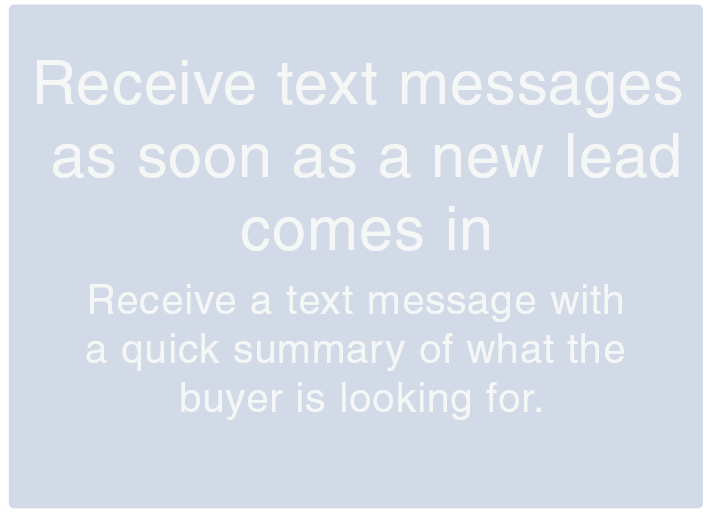 Receive text messages
as soon as a new lead
comes in
Receive a text message with
a quick summary of what the
buyer is looking for.